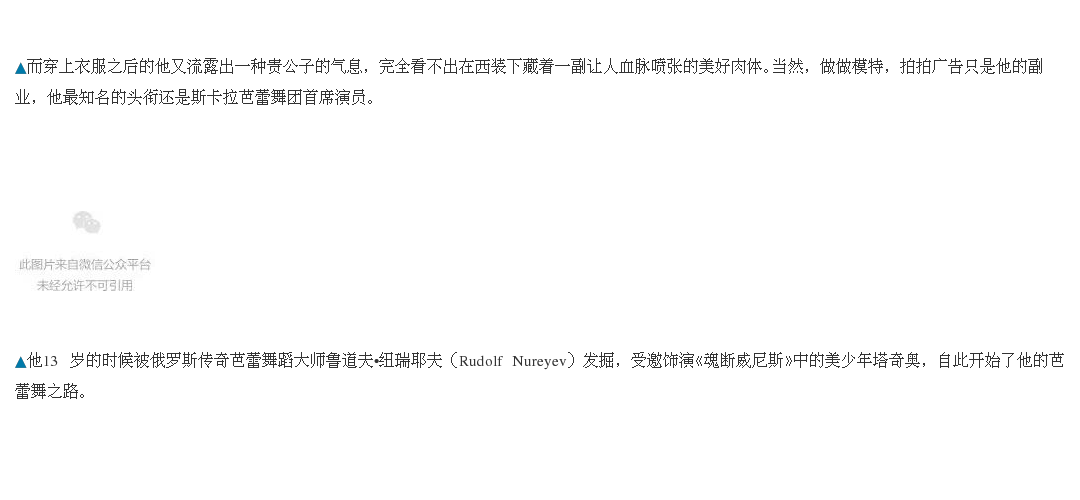 ▲而穿上衣服之后的他又流露出一种贵公子的气息，完全看不出在西装下藏着一副让人血脉喷张的美好肉体。当然，做做模特，拍拍广告只是他的副
业，他最知名的头衔还是斯卡拉芭蕾舞团首席演员。
此图片来自微信公众平台
未经允许不可引用
▲他13 岁的时候被俄罗斯传奇芭蕾舞蹈大师鲁道夫•纽瑞耶夫（Rudolf Nureyev）发掘，受邀饰演《魂断威尼斯》中的美少年塔奇奥，自此开始了他的芭
蕾舞之路。